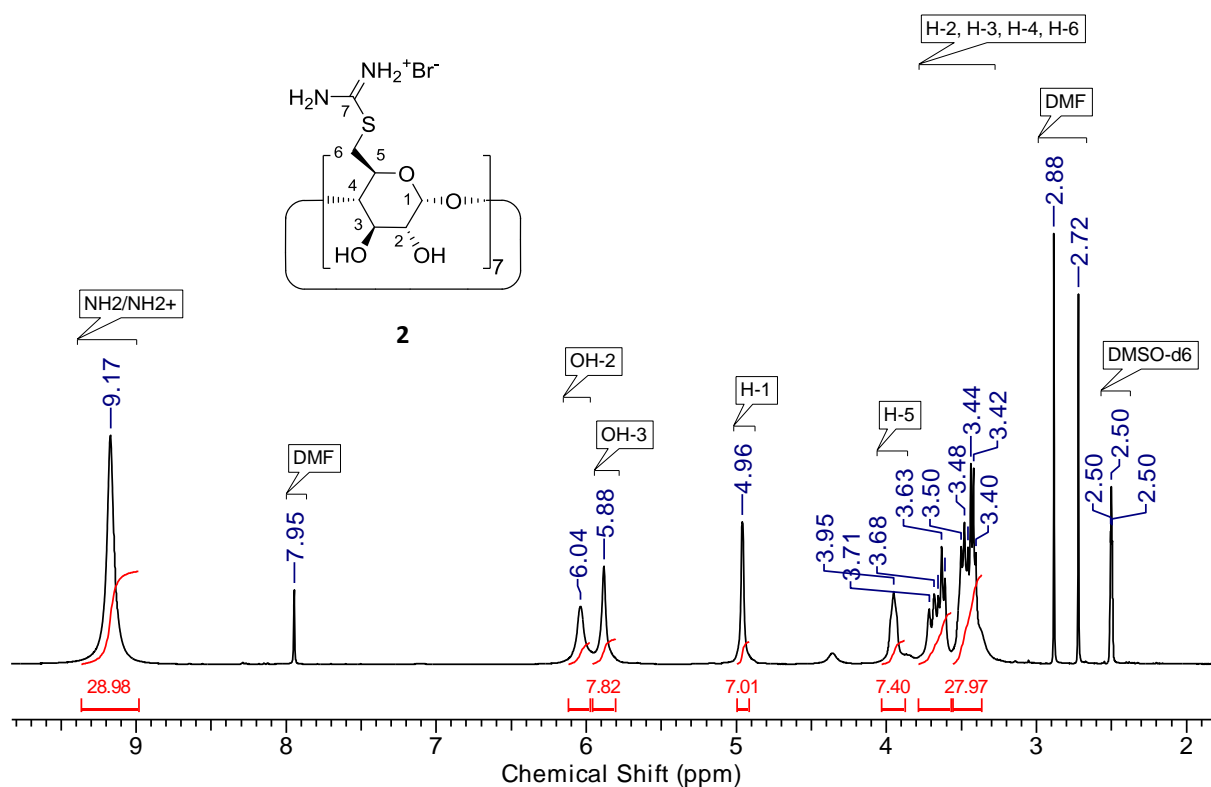 H-2, H-3, H-4, H-6
NH2+Br-
H2N
7
S
6
5
O
4
1
O
3
2
HO
OH
7
2
DMF
2.88
2.72
NH2/NH2+
9.17
DMF
7.95
OH-2
6.04
OH-3
5.88
H-1
4.96
H-5
3.95
3.71
3.68
3.63
3.50
3.48
3.44
3.42
3.40
DMSO-d6
2.50
2.50
2.50
28.98
7.82
7.01
7.40
27.97
9
8
7
6
5
4
3
2
Chemical Shift (ppm)